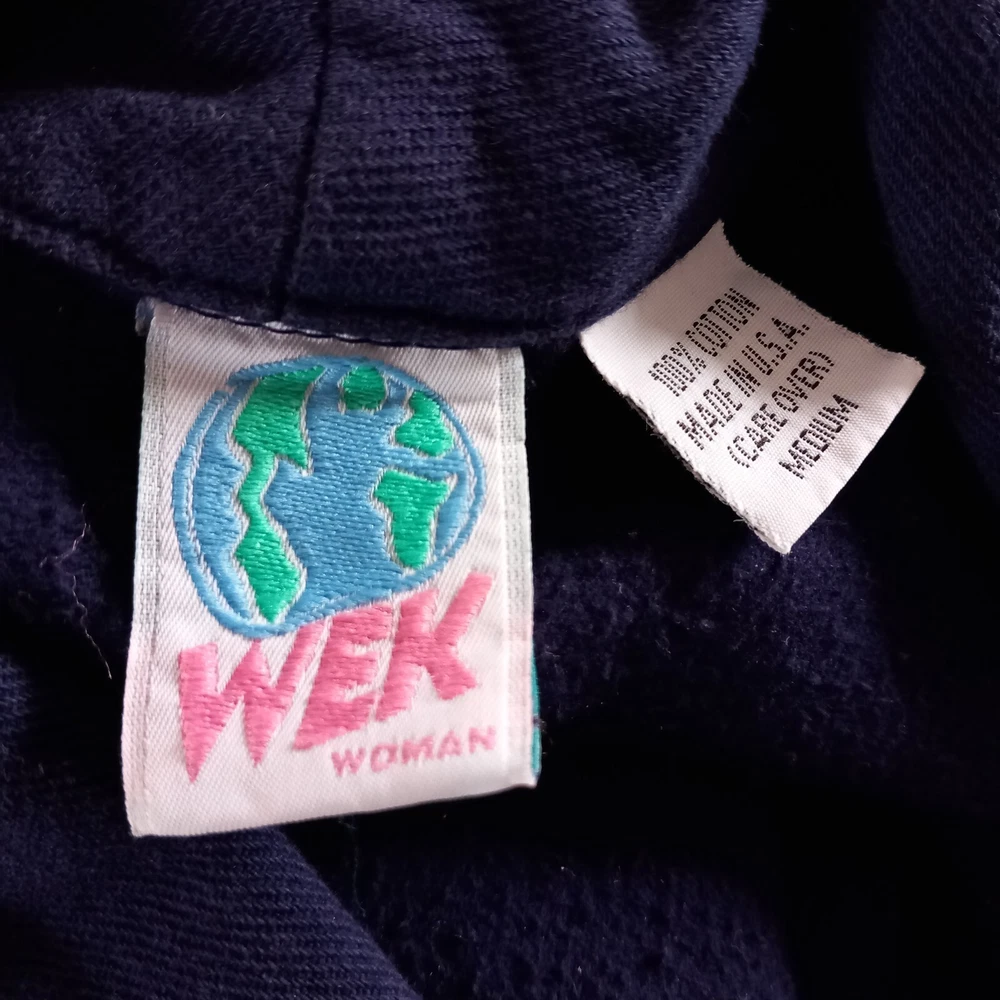 WEK
WOMAN
100% COTTON
MADE IN U.S.A.
(CARE OVER)
MEDIUM